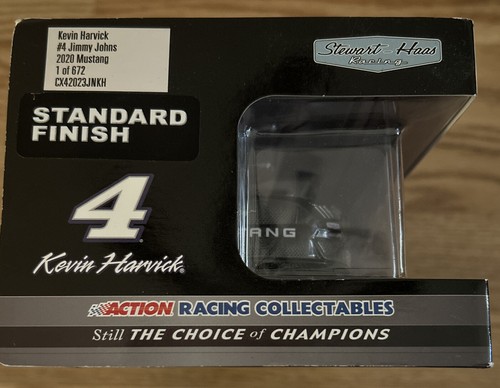 Kevin Harvick
#4 Jimmy Johns
2020 Mustang
1 of 672
CX42023JNKH
Stewart-Haas
Racing
STANDARD
FINISH
4
ANG
Kevin Harvick
ACTION RACING COLLECTABLES
Still THE CHOICE of CHAMPIONS